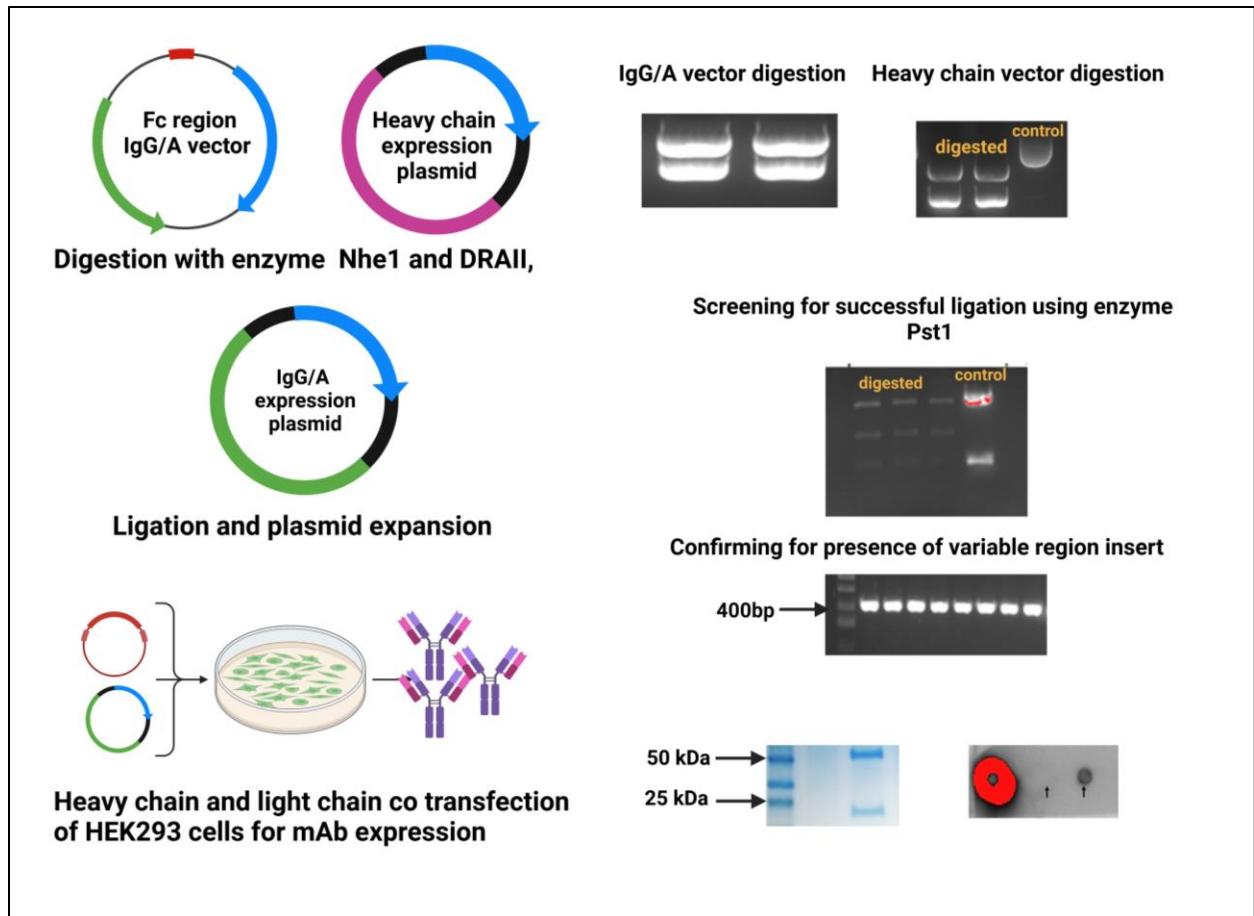 Fc region
IgG/A vector
Heavy chain
expression
plasmid
Digestion with enzyme Nhe1 and DRAII,
IgG/A
expression
plasmid
Ligation and plasmid expansion
Heavy chain and light chain co transfection
of HEK293 cells for mAb expression
IgG/A vector digestion
Heavy chain vector digestion
digested
control
Screening for successful ligation using enzyme
Pst1
digested
control
Confirming for presence of variable region insert
400bp
50 kDa
25 kDa